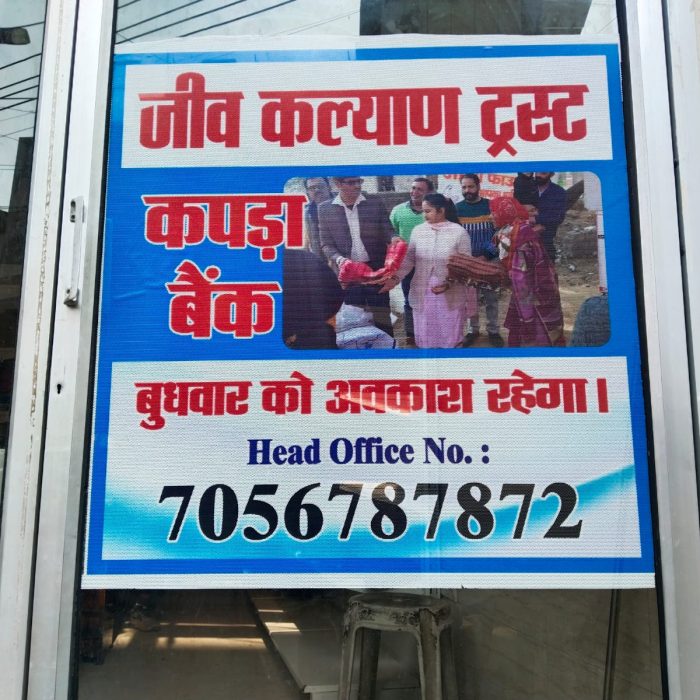 जीव कल्याण ट्रस्ट
कपड़ा
बैंक
बुधवार को अवकाश रहेगा।
Head Office No. :
7056787872